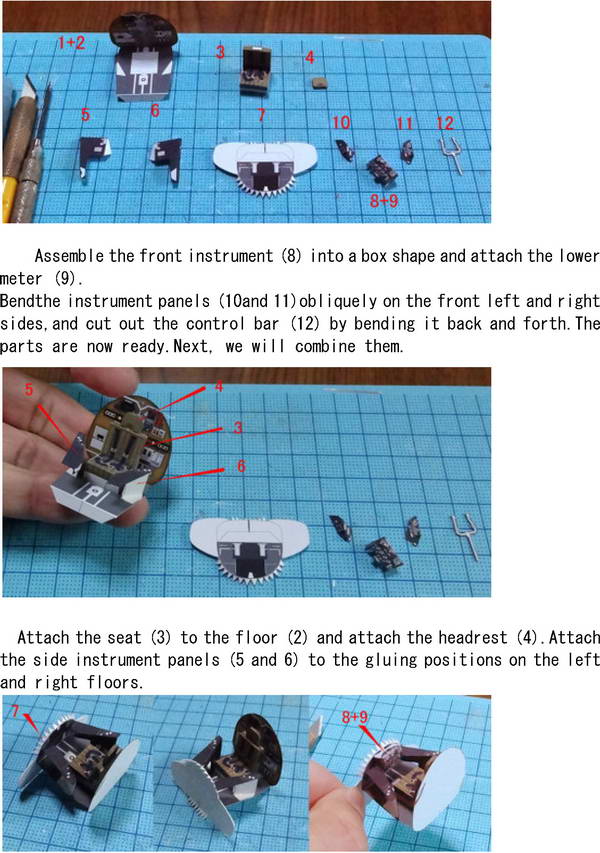 1+2
3
4
5
6
7
10
11
12
8+9
Assemble the front instrument (8) into a box shape and attach the lower
meter (9).
Bendthe instrument panels (10and 11)obliquely on the front left and right
sides,and cut out the control bar (12) by bending it back and forth.The
parts are now ready.Next, we will combine them.
5
4
3
6
Attach the seat (3) to the floor (2) and attach the headrest (4).Attach
the side instrument panels (5 and 6) to the gluing positions on the left
and right floors.
7
8+9